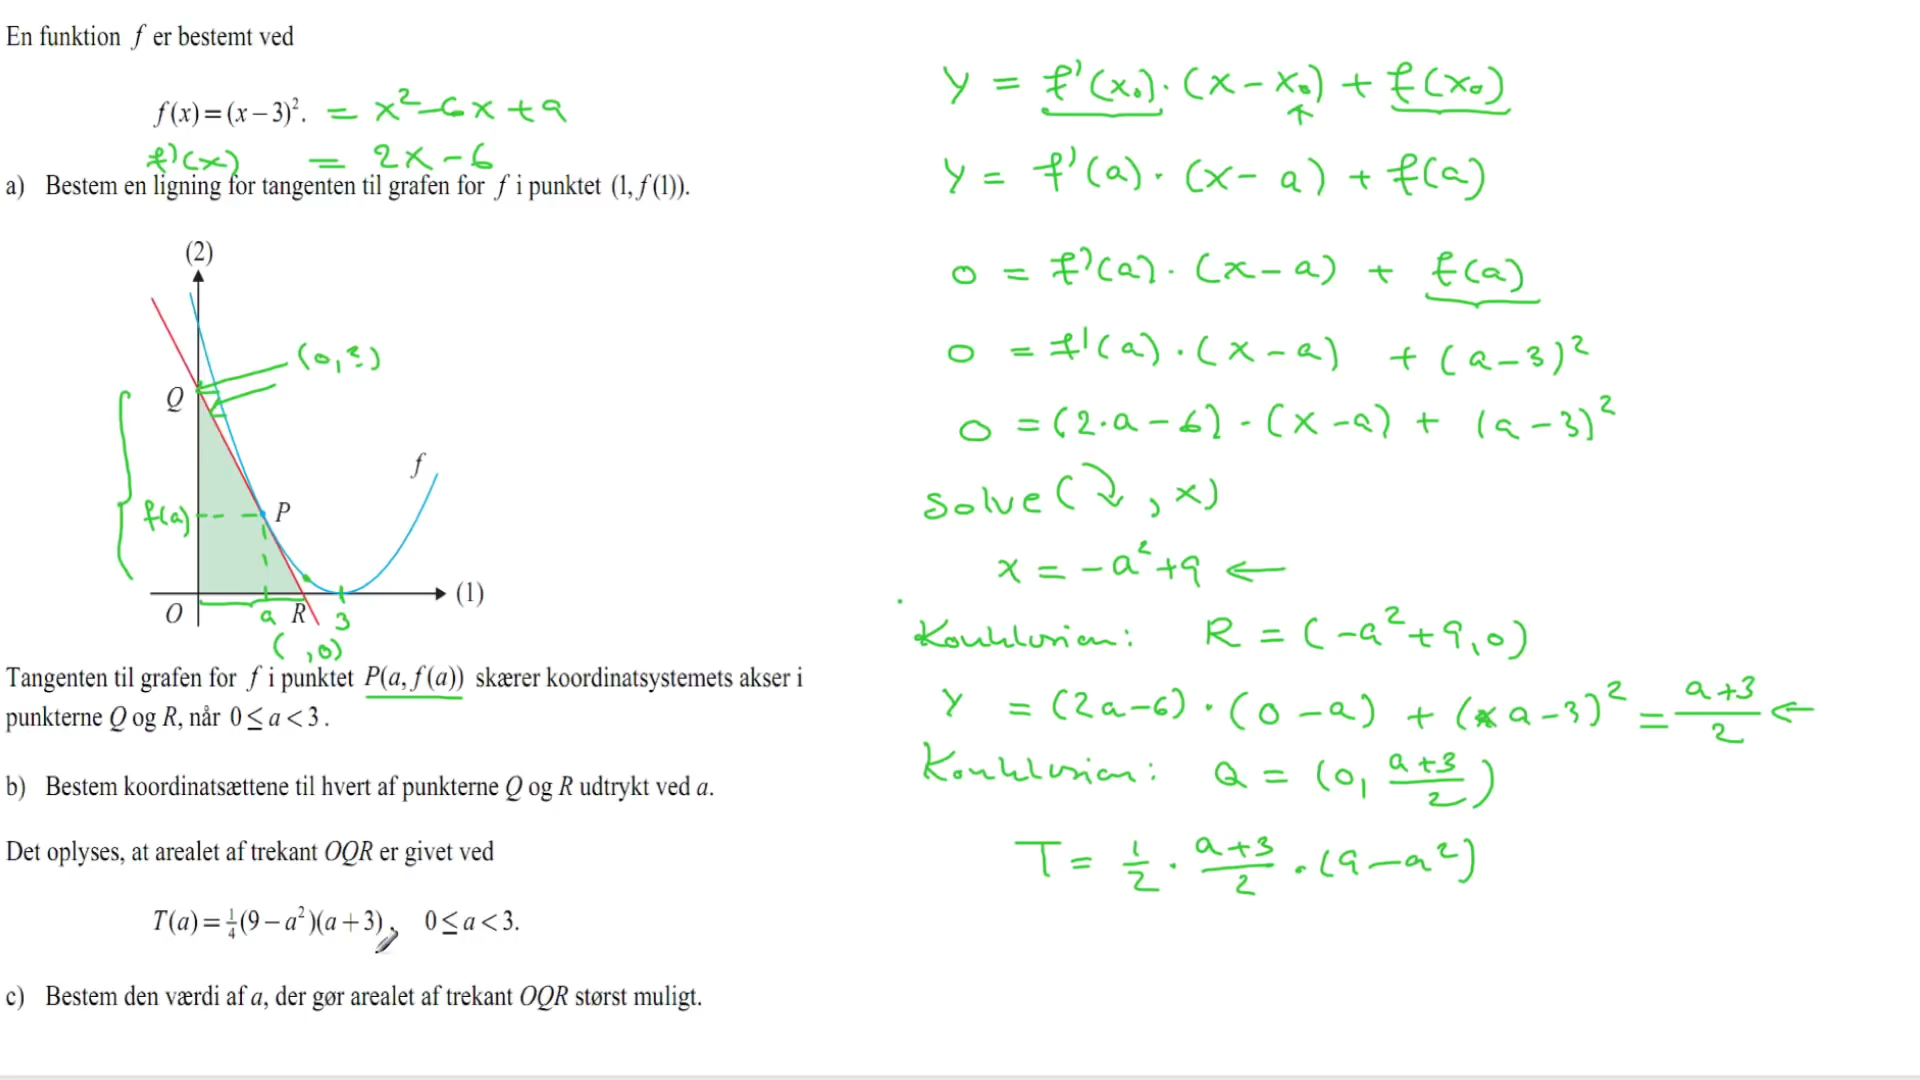 En funktion f er bestemt ved
f(x) = (x − 3)². = x² − 6x + 9
f'(x) = 2x − 6
a) Bestem en ligning for tangenten til grafen for f i punktet (1, f(1)).
(2)
(0, ?)
Q
f
f(a)
P
(1)
O
a
R
3
( , 0)
Tangenten til grafen for f i punktet P(a, f(a)) skærer koordinatsystemets akser i
punkterne Q og R, når 0 ≤ a < 3.
b) Bestem koordinatsættene til hvert af punkterne Q og R udtrykt ved a.
Det oplyses, at arealet af trekant OQR er givet ved
T(a) = ¼(9 − a²)(a + 3), 0 ≤ a < 3.
c) Bestem den værdi af a, der gør arealet af trekant OQR størst muligt.
y = f'(x₀) · (x − x₀) + f(x₀)
y = f'(a) · (x − a) + f(a)
0 = f'(a) · (x − a) + f(a)
0 = f'(a) · (x − a) + (a − 3)²
0 = (2·a − 6) · (x − a) + (a − 3)²
solve( , x)
x = −a² + 9 ←
Konklusion: R = (−a² + 9, 0)
y = (2a − 6) · (0 − a) + (a − 3)² = (a + 3)/2 ←
Konklusion: Q = (0, (a + 3)/2)
T = 1/2 · (a + 3)/2 · (9 − a²)